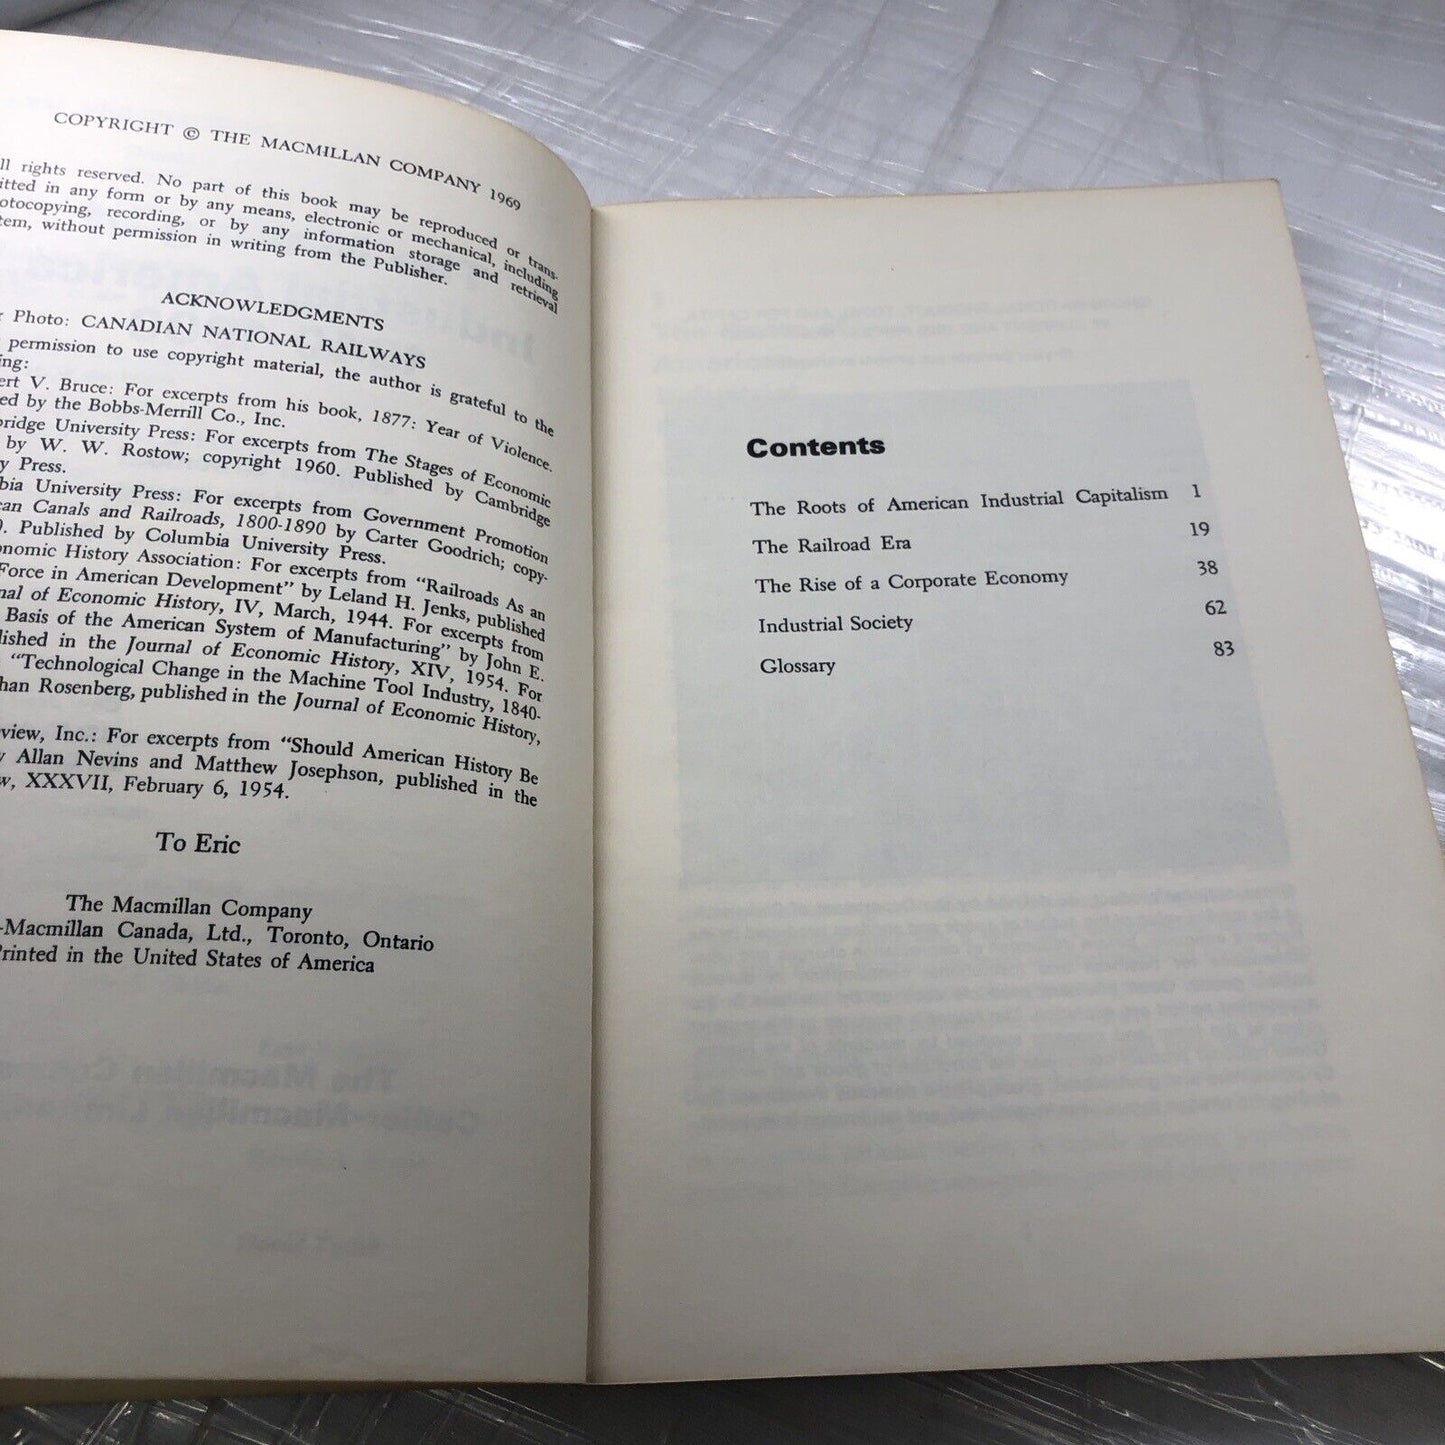 COPYRIGHT © THE MACMILLAN COMPANY 1969
ll rights reserved. No part of this book may be reproduced or trans-
itted in any form or by any means, electronic or mechanical, including
otocopying, recording, or by any information storage and retrieval
tem, without permission in writing from the Publisher.
ACKNOWLEDGMENTS
r Photo: CANADIAN NATIONAL RAILWAYS
permission to use copyright material, the author is grateful to the
ing:
ert V. Bruce: For excerpts from his book, 1877: Year of Violence.
ed by the Bobbs-Merrill Co., Inc.
bridge University Press: For excerpts from The Stages of Economic
by W. W. Rostow; copyright 1960. Published by Cambridge
y Press.
bia University Press: For excerpts from Government Promotion
can Canals and Railroads, 1800-1890 by Carter Goodrich; copy-
0. Published by Columbia University Press.
onomic History Association: For excerpts from "Railroads As an
Force in American Development" by Leland H. Jenks, published
nal of Economic History, IV, March, 1944. For excerpts from
Basis of the American System of Manufacturing" by John E.
lished in the Journal of Economic History, XIV, 1954. For
"Technological Change in the Machine Tool Industry, 1840-
han Rosenberg, published in the Journal of Economic History,
view, Inc.: For excerpts from "Should American History Be
y Allan Nevins and Matthew Josephson, published in the
w, XXXVII, February 6, 1954.
To Eric
The Macmillan Company
-Macmillan Canada, Ltd., Toronto, Ontario
Printed in the United States of America
Contents
The Roots of American Industrial Capitalism 1
The Railroad Era 19
The Rise of a Corporate Economy 38
Industrial Society 62
Glossary 83